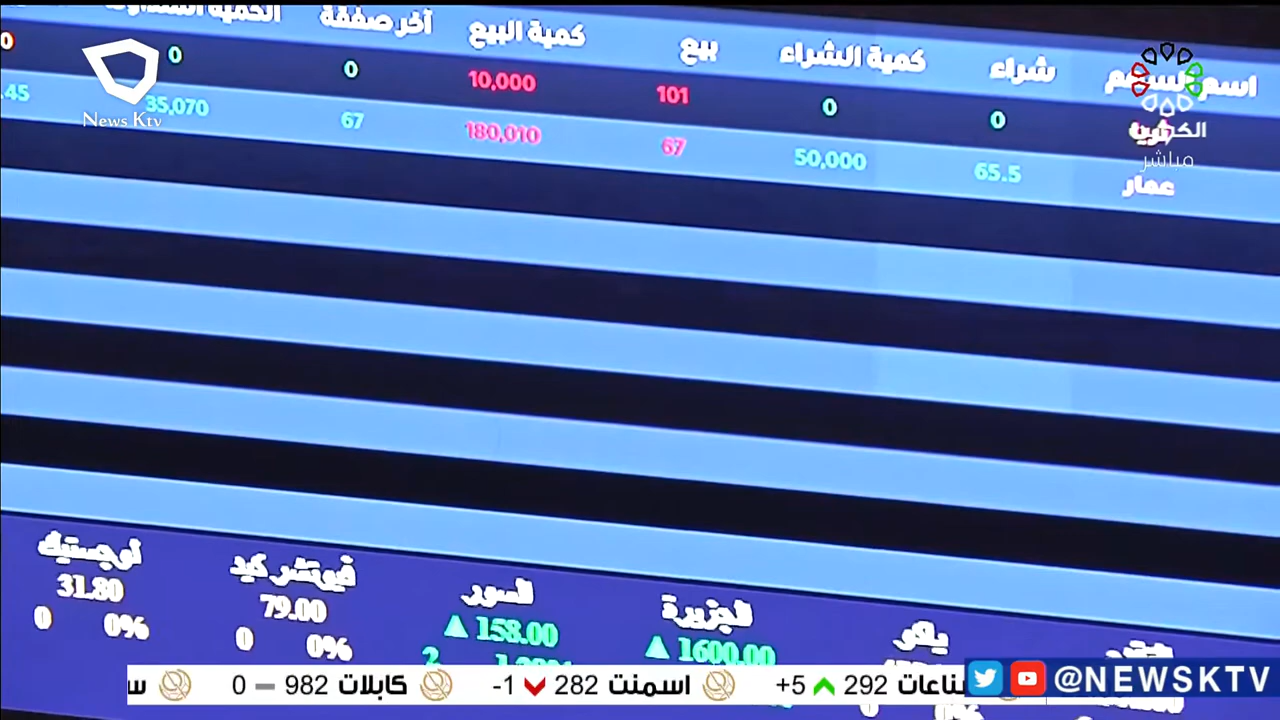 اسم السهم شراء كمية الشراء بيع كمية البيع آخر صفقة
0 0 101 10,000 0 0 0
عمار 65.5 50,000 67 180,010 67 35,070 .45
News Ktv
مباشر
ياكو الجزيرة السور فيوتشر كيد لوجستيك
▲ 1600.00 ▲ 158.00 79.00 31.80
2 0% 0 0% 0
292 +5 اسمنت 282 -1 كابلات 982 0
@NEWSKTV